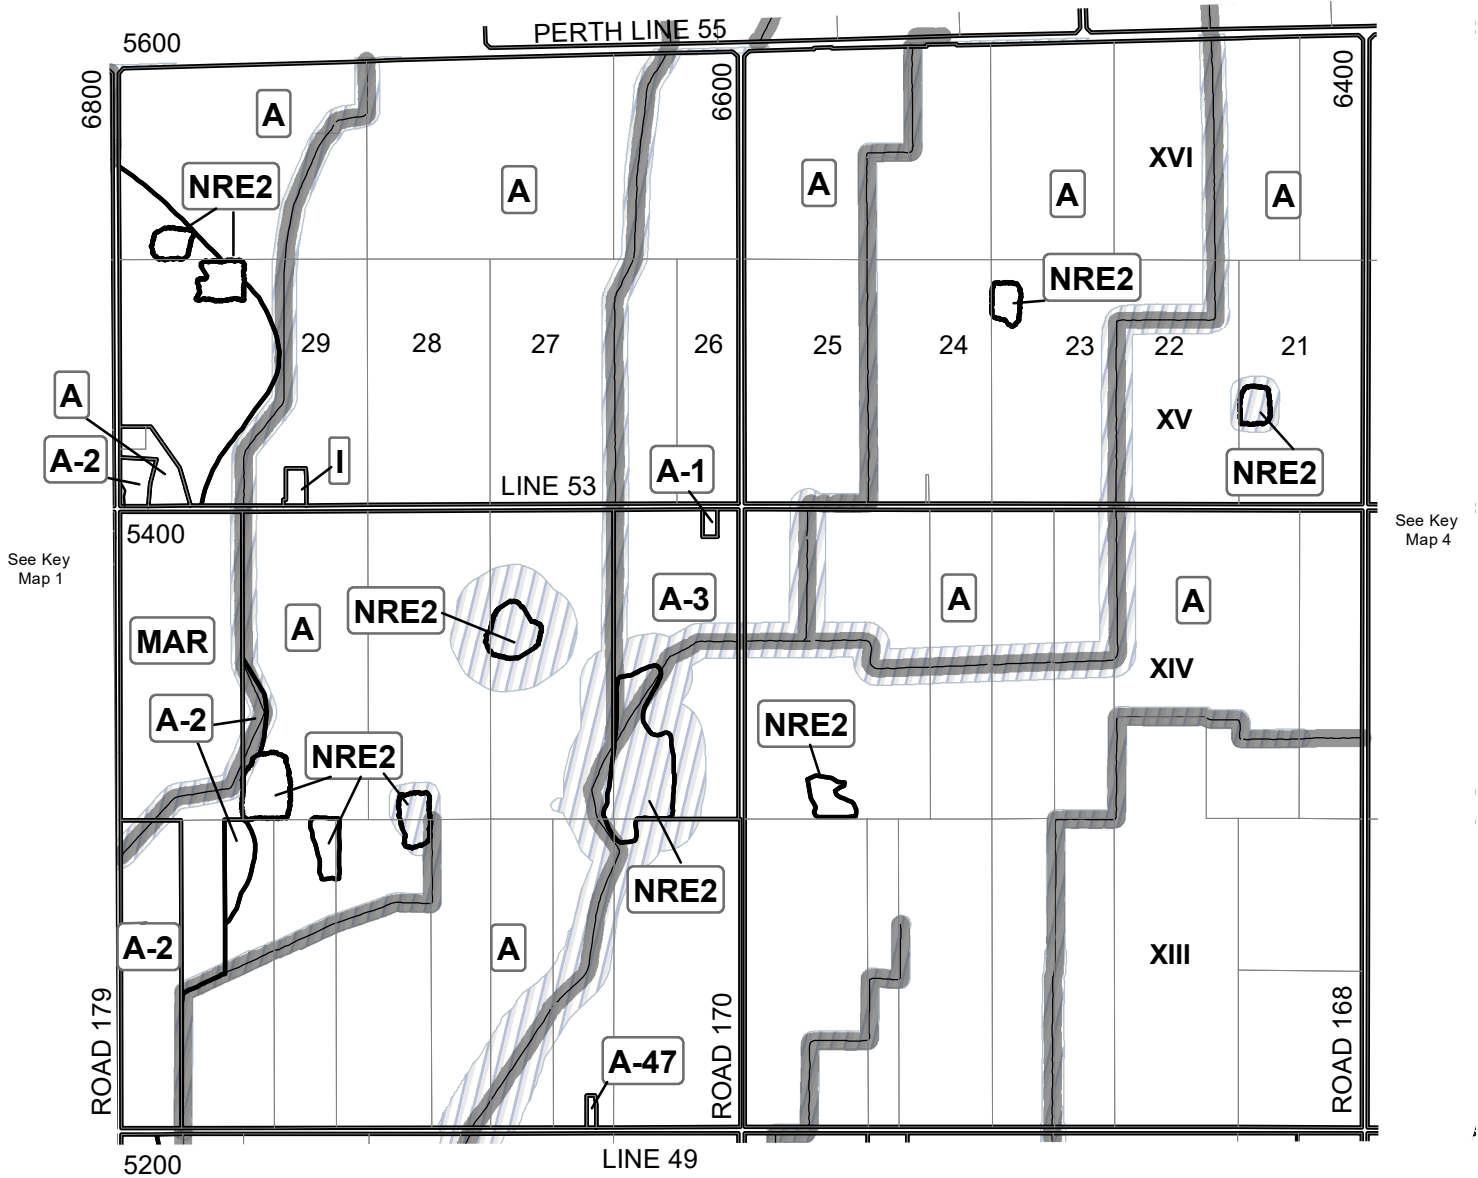 PERTH LINE 55
5600
6800
6600
6400
A
NRE2
A
A
A
XVI
A
NRE2
29
28
27
26
25
24
23
22
21
A
A-2
I
LINE 53
A-1
XV
NRE2
5400
See Key
Map 1
See Key
Map 4
MAR
A
NRE2
A-3
A
A
XIV
A-2
NRE2
NRE2
NRE2
A-2
A
XIII
ROAD 179
ROAD 170
ROAD 168
A-47
5200
LINE 49